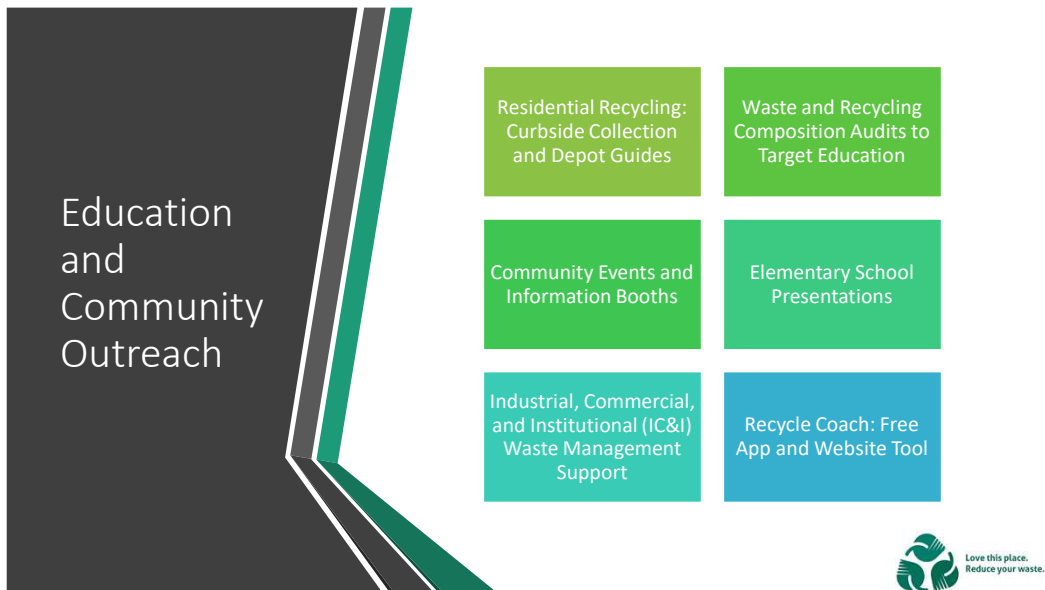 Education
and
Community
Outreach
Residential Recycling:
Curbside Collection
and Depot Guides
Waste and Recycling
Composition Audits to
Target Education
Community Events and
Information Booths
Elementary School
Presentations
Industrial, Commercial,
and Institutional (IC&I)
Waste Management
Support
Recycle Coach: Free
App and Website Tool
Love this place.
Reduce your waste.